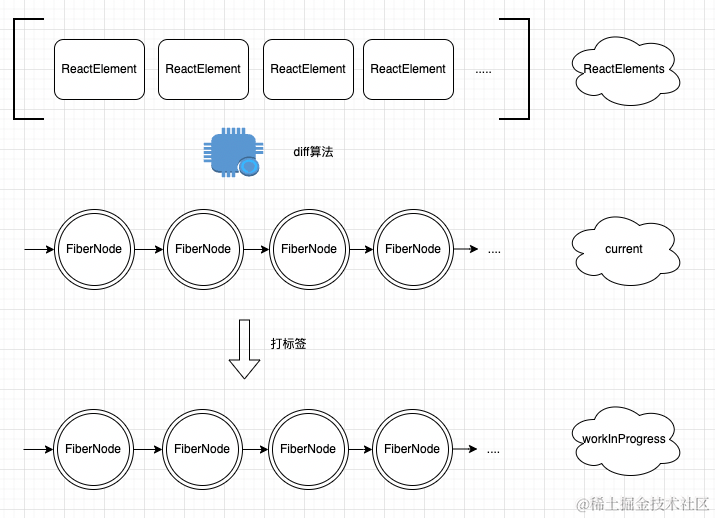 ReactElement ReactElement ReactElement ReactElement ..... ReactElements
diff算法
FiberNode FiberNode FiberNode FiberNode .... current
打标签
FiberNode FiberNode FiberNode FiberNode .... workInProgress
@稀土掘金技术社区